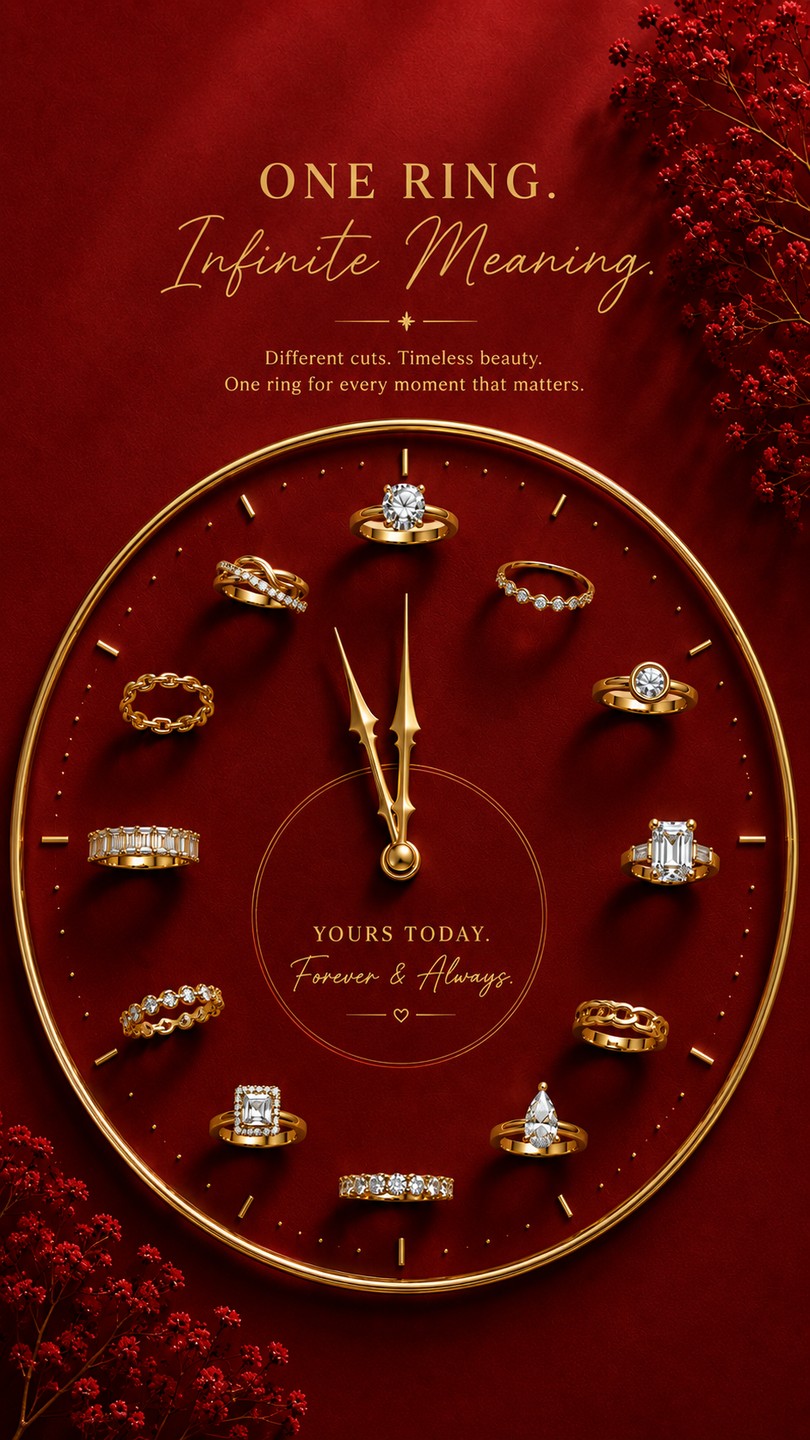 ONE RING.
Infinite Meaning.
Different cuts. Timeless beauty.
One ring for every moment that matters.
YOURS TODAY.
Forever & Always.